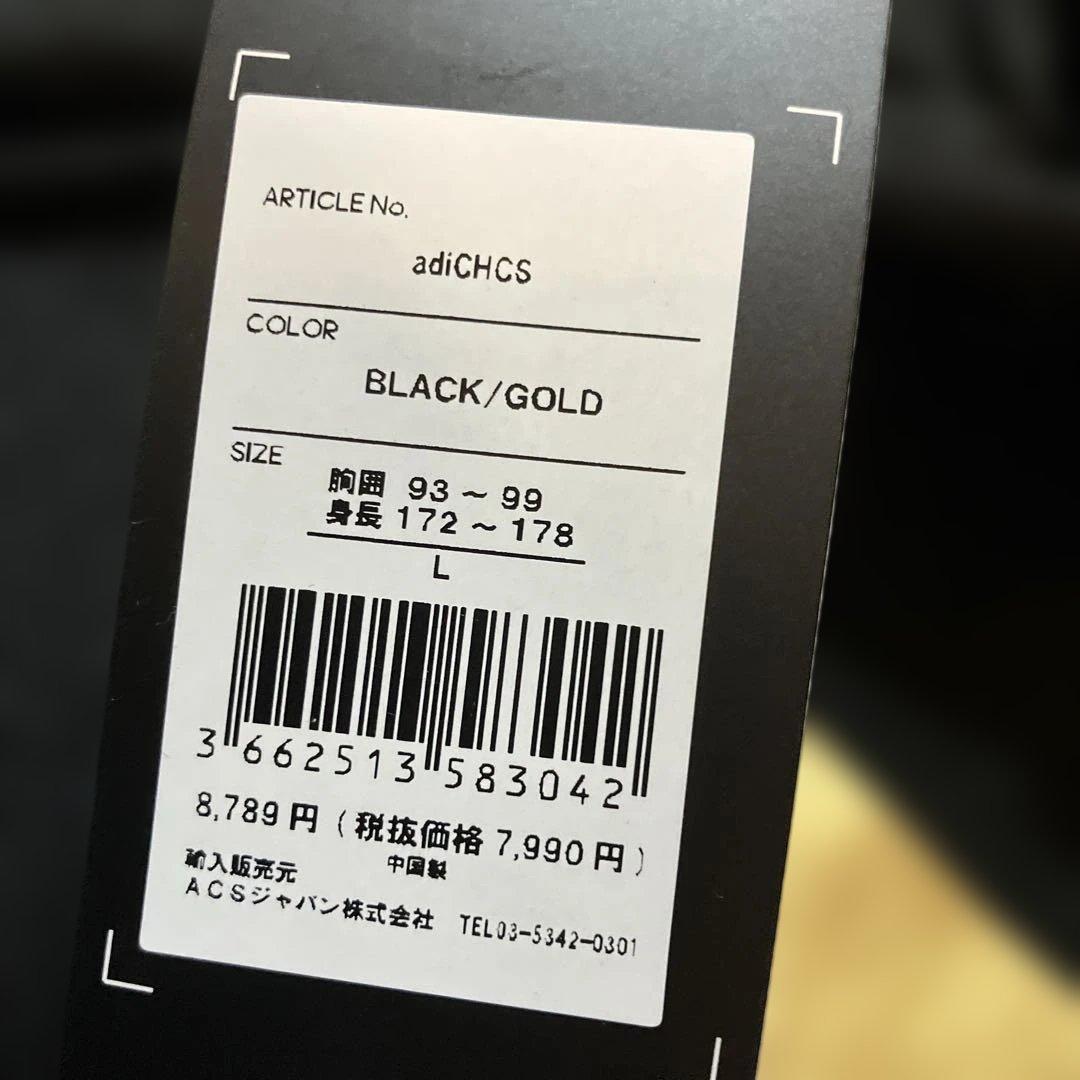 ARTICLE No.
adiCHCS
COLOR
BLACK/GOLD
SIZE
胸囲 93 ~ 99
身長 172 ~ 178
L
3 662513 583042
8,789 円 ( 税抜価格 7,990 円 )
中国製
輸入販売元
ACSジャパン株式会社 TEL03-5342-0301